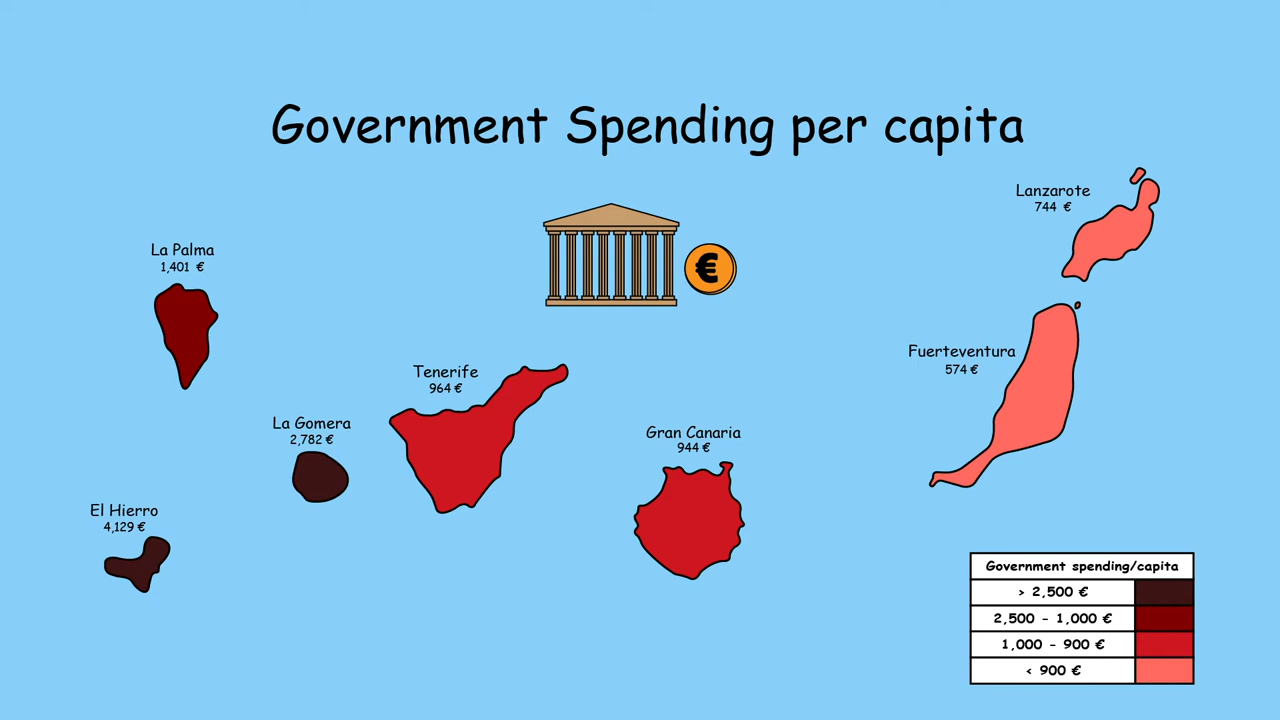 Government Spending per capita
Lanzarote
744 €
La Palma
1,401 €
€
Fuerteventura
574 €
Tenerife
964 €
La Gomera
2,782 €
Gran Canaria
944 €
El Hierro
4,129 €
Government spending/capita
> 2,500 €
2,500 - 1,000 €
1,000 - 900 €
< 900 €